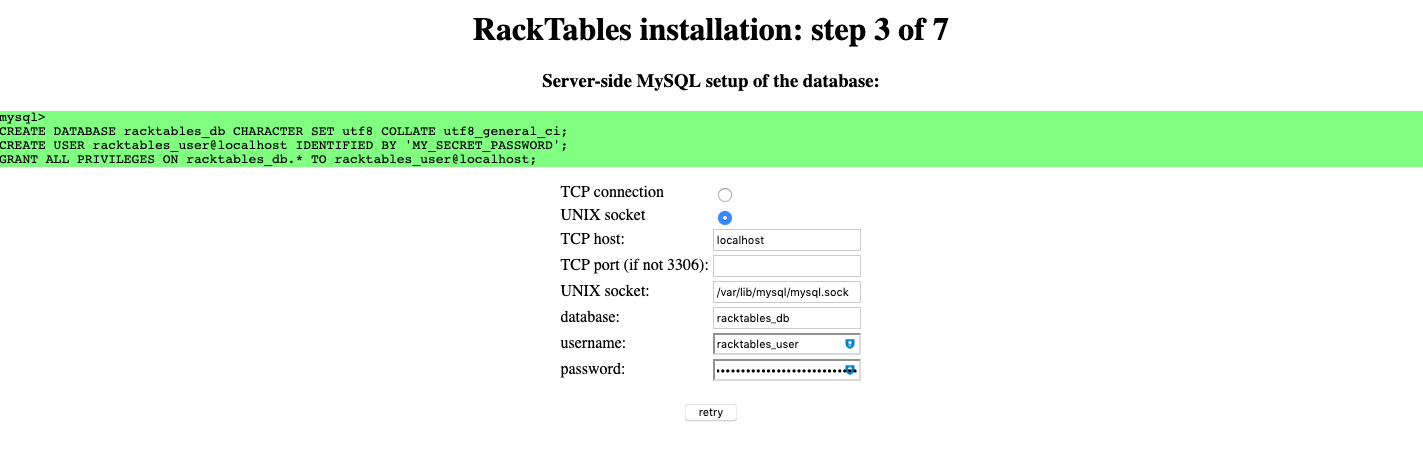 RackTables installation: step 3 of 7
Server-side MySQL setup of the database:
mysql>
CREATE DATABASE racktables_db CHARACTER SET utf8 COLLATE utf8_general_ci;
CREATE USER racktables_user@localhost IDENTIFIED BY 'MY_SECRET_PASSWORD';
GRANT ALL PRIVILEGES ON racktables_db.* TO racktables_user@localhost;
TCP connection
UNIX socket
TCP host: localhost
TCP port (if not 3306):
UNIX socket: /var/lib/mysql/mysql.sock
database: racktables_db
username: racktables_user
password:
retry